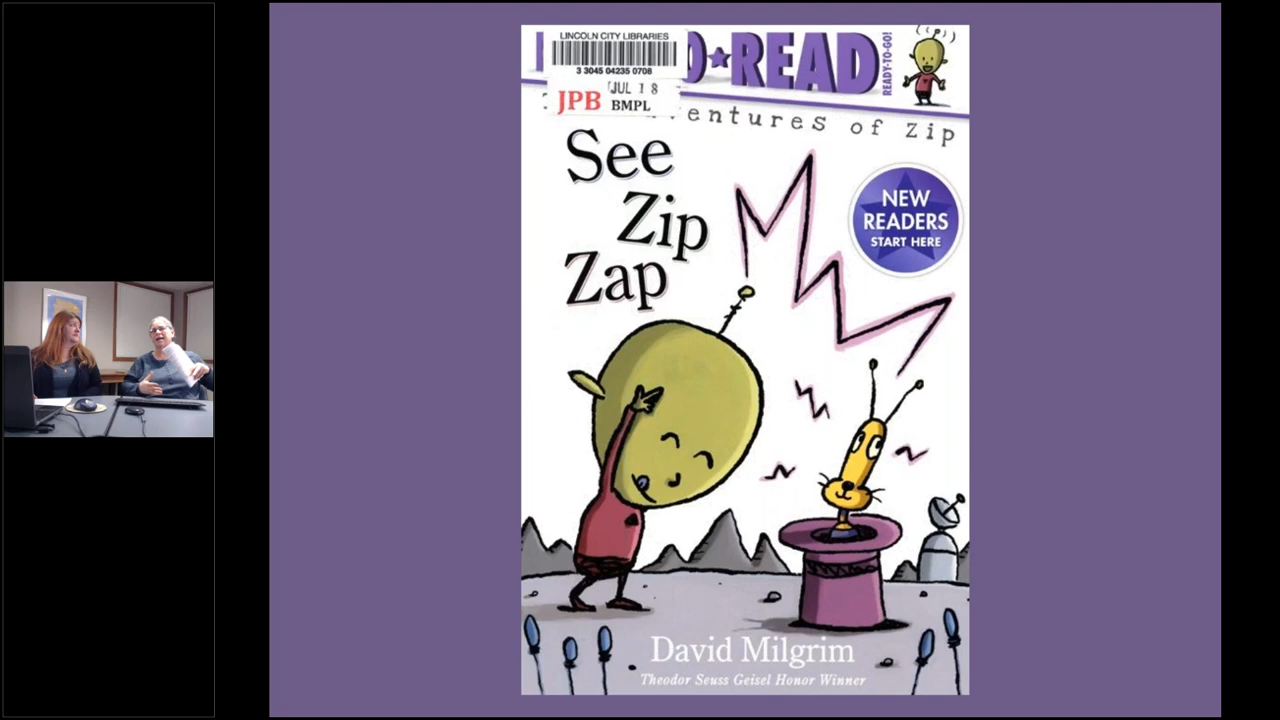 LINCOLN CITY LIBRARIES
3 3045 04235 0708
JUL 1 8
JPB BMPL
READ
READY-TO-GO!
entures of Zip
See
Zip
Zap
NEW
READERS
START HERE
David Milgrim
Theodor Seuss Geisel Honor Winner